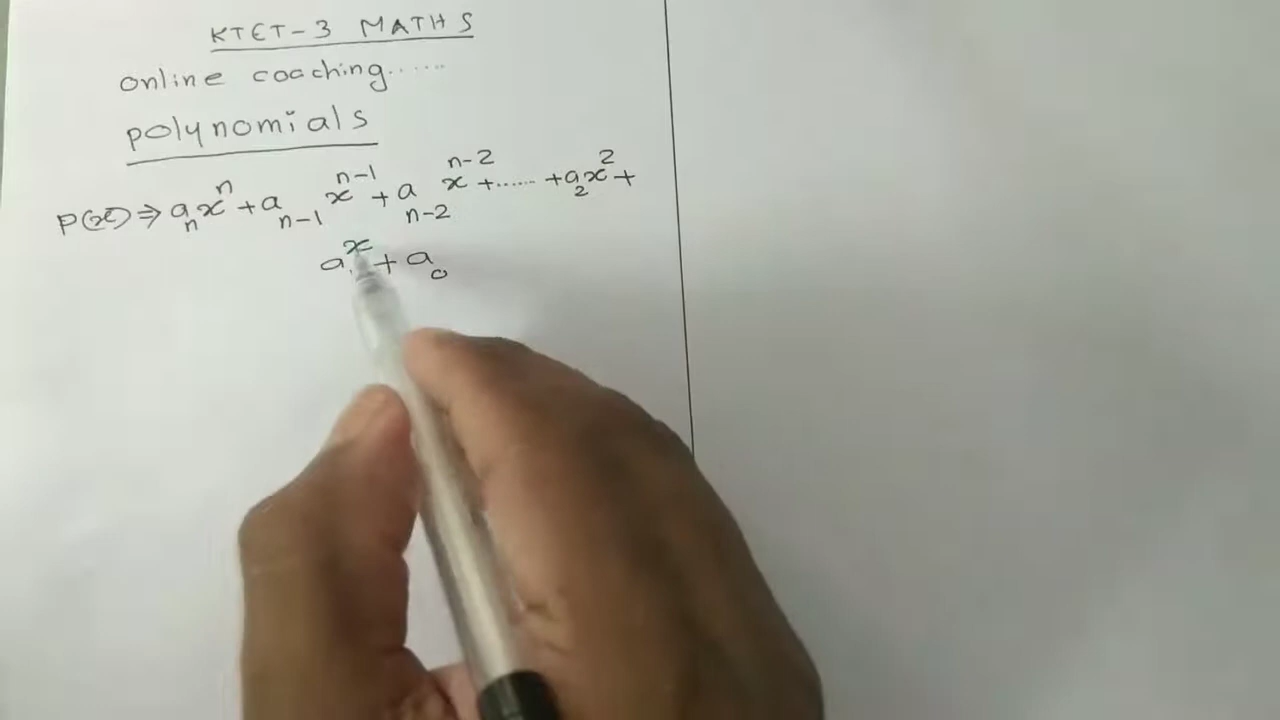 KTET-3 MATHS
online coaching......
polynomials
P(x) ⇒ aₙxⁿ + aₙ₋₁xⁿ⁻¹ + aₙ₋₂xⁿ⁻² + ...... + a₂x² +
a₁x + a₀